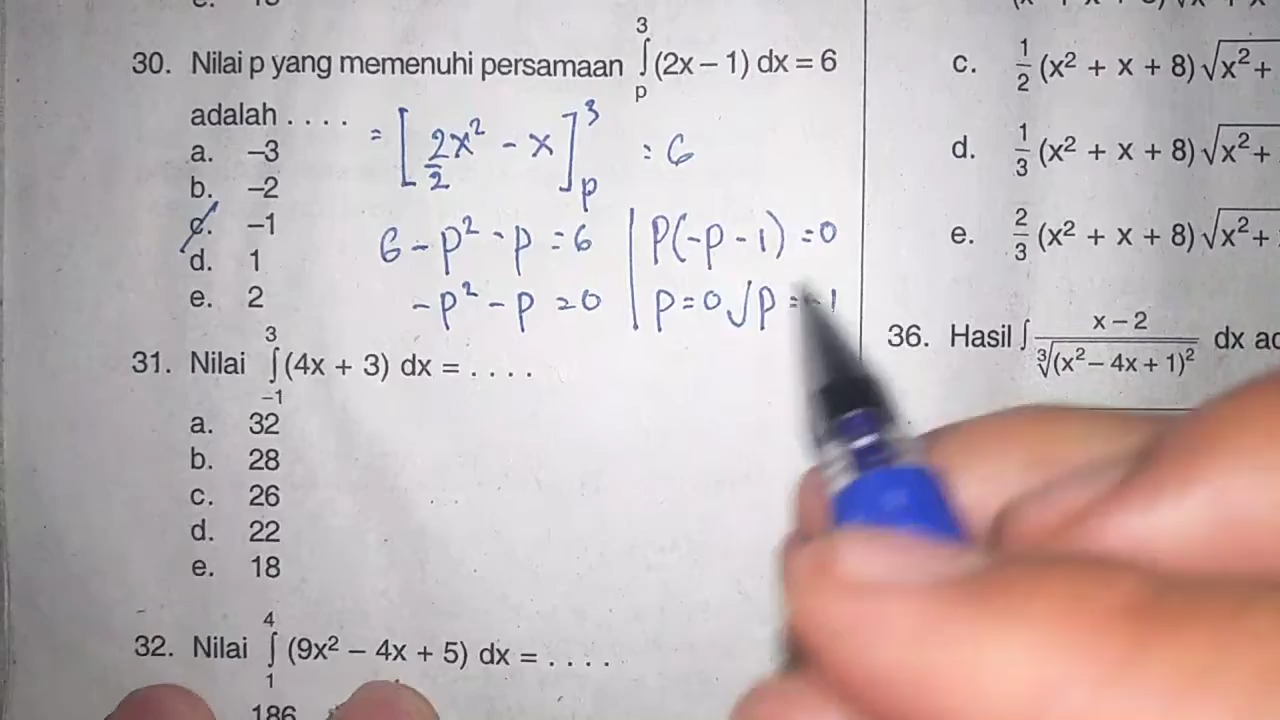 30. Nilai p yang memenuhi persamaan ∫ₚ³ (2x – 1) dx = 6
adalah . . . .
= [2/2 x² - x]ₚ³ = 6
a. –3
b. –2
c. –1
d. 1
e. 2
6 - p² - p = 6
-p² - p = 0
P(-p - 1) = 0
p = 0 √ p = -1
31. Nilai ∫₋₁³ (4x + 3) dx = . . . .
a. 32
b. 28
c. 26
d. 22
e. 18
32. Nilai ∫₁⁴ (9x² – 4x + 5) dx = . . . .
186
c. 1/2 (x² + x + 8)√x² +
d. 1/3 (x² + x + 8)√x² +
e. 2/3 (x² + x + 8)√x² +
36. Hasil ∫ x – 2 / ∛(x² – 4x + 1)² dx